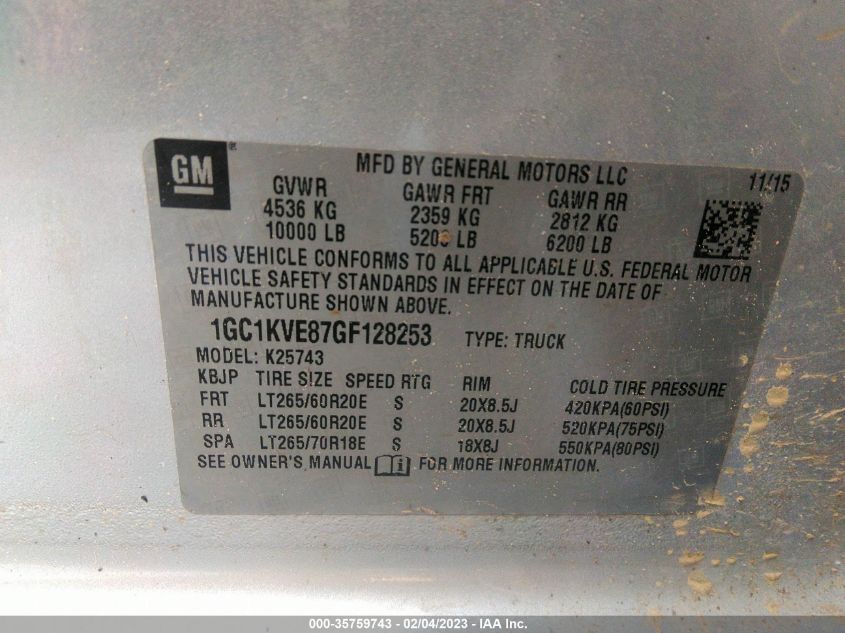 GM® MFD BY GENERAL MOTORS LLC 11/15
GVWR GAWR FRT GAWR RR
4536 KG 2359 KG 2812 KG
10000 LB 5200 LB 6200 LB
THIS VEHICLE CONFORMS TO ALL APPLICABLE U.S. FEDERAL MOTOR
VEHICLE SAFETY STANDARDS IN EFFECT ON THE DATE OF
MANUFACTURE SHOWN ABOVE.
1GC1KVE87GF128253 TYPE: TRUCK
MODEL: K25743
KBJP TIRE SIZE SPEED RTG RIM COLD TIRE PRESSURE
FRT LT265/60R20E S 20X8.5J 420KPA(60PSI)
RR LT265/60R20E S 20X8.5J 520KPA(75PSI)
SPA LT265/70R18E S 18X8J 550KPA(80PSI)
SEE OWNER'S MANUAL FOR MORE INFORMATION.
000-35759743 - 02/04/2023 - IAA Inc.